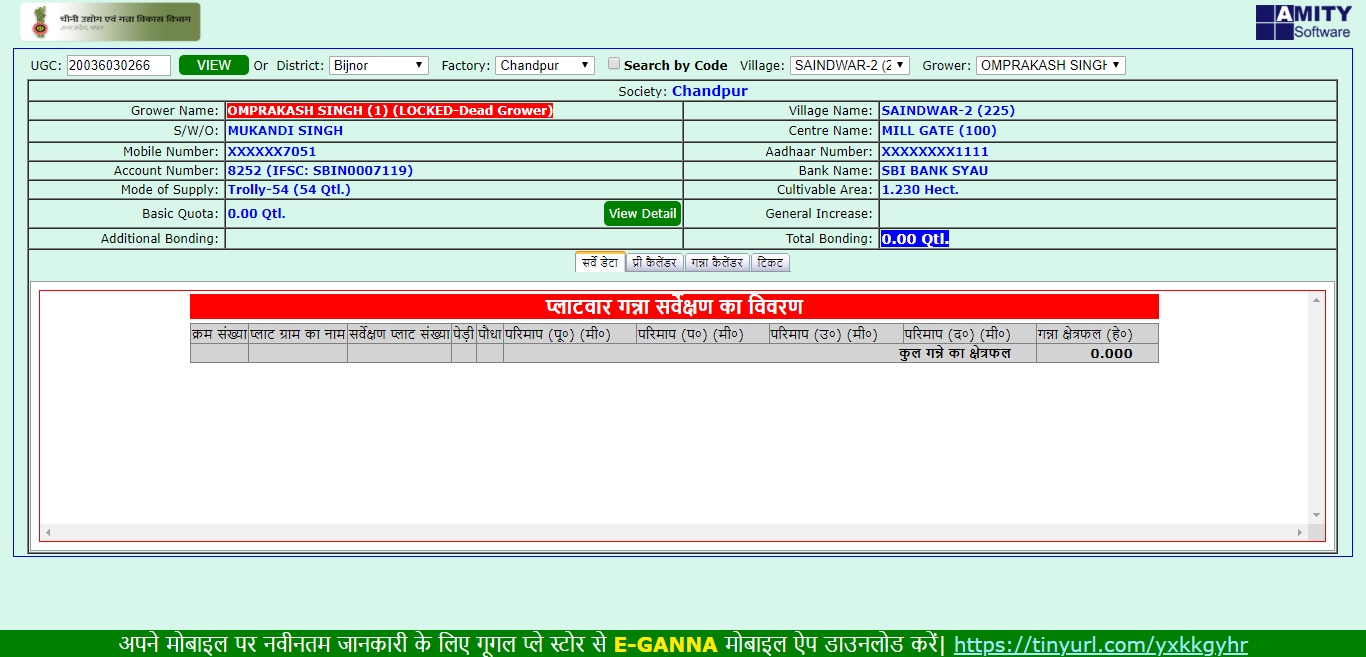 चीनी उद्योग एवं गन्ना विकास विभाग
उत्तर प्रदेश, भारत
AMITY
Software
UGC: 20036030266 VIEW Or District: Bijnor Factory: Chandpur Search by Code Village: SAINDWAR-2 (2 Grower: OMPRAKASH SINGH
Society: Chandpur
Grower Name: OMPRAKASH SINGH (1) (LOCKED-Dead Grower) Village Name: SAINDWAR-2 (225)
S/W/O: MUKANDI SINGH Centre Name: MILL GATE (100)
Mobile Number: XXXXXX7051 Aadhaar Number: XXXXXXXX1111
Account Number: 8252 (IFSC: SBIN0007119) Bank Name: SBI BANK SYAU
Mode of Supply: Trolly-54 (54 Qtl.) Cultivable Area: 1.230 Hect.
Basic Quota: 0.00 Qtl. View Detail General Increase:
Additional Bonding: Total Bonding: 0.00 Qtl.
सर्वे डेटा प्री कैलेंडर गन्ना कैलेंडर टिकट
प्लाटवार गन्ना सर्वेक्षण का विवरण
क्रम संख्या प्लाट ग्राम का नाम सर्वेक्षण प्लाट संख्या पेड़ी पौधा परिमाप (पू०) (मी०) परिमाप (प०) (मी०) परिमाप (उ०) (मी०) परिमाप (द०) (मी०) गन्ना क्षेत्रफल (हे०)
कुल गन्ने का क्षेत्रफल 0.000
अपने मोबाइल पर नवीनतम जानकारी के लिए गूगल प्ले स्टोर से E-GANNA मोबाइल ऐप डाउनलोड करें| https://tinyurl.com/yxkkgyhr